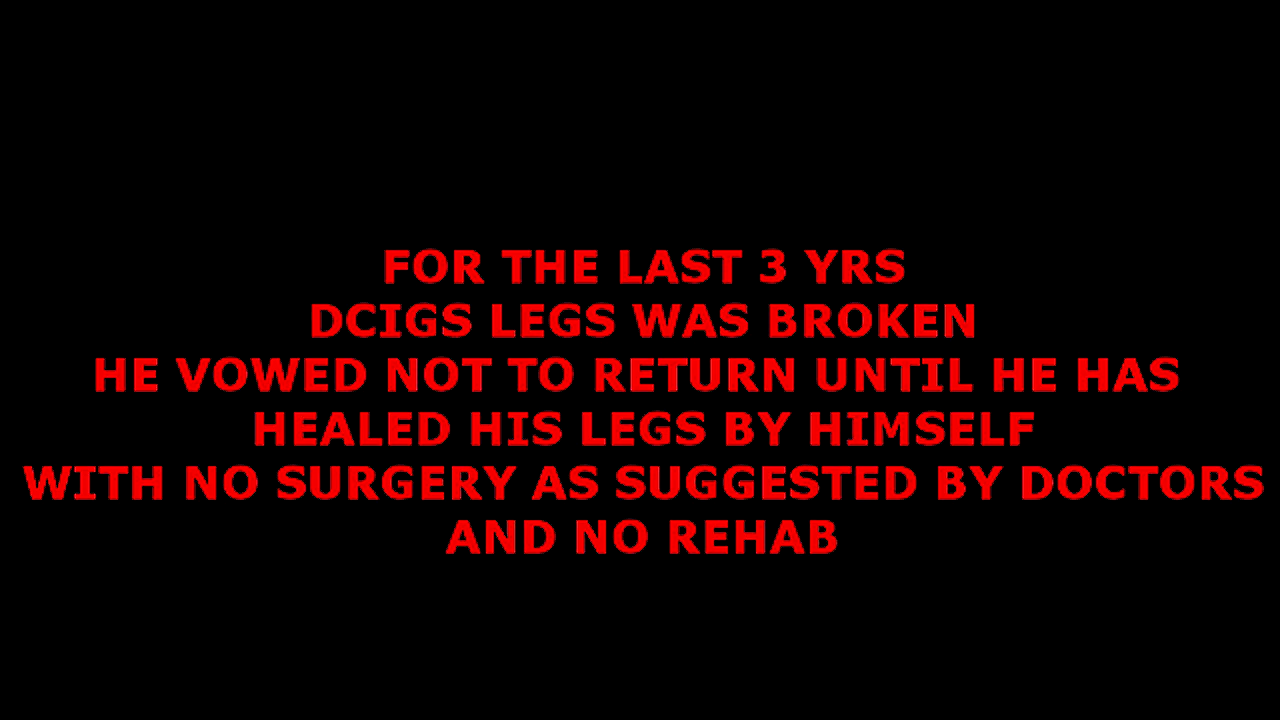 FOR THE LAST 3 YRS
DCIGS LEGS WAS BROKEN
HE VOWED NOT TO RETURN UNTIL HE HAS
HEALED HIS LEGS BY HIMSELF
WITH NO SURGERY AS SUGGESTED BY DOCTORS
AND NO REHAB